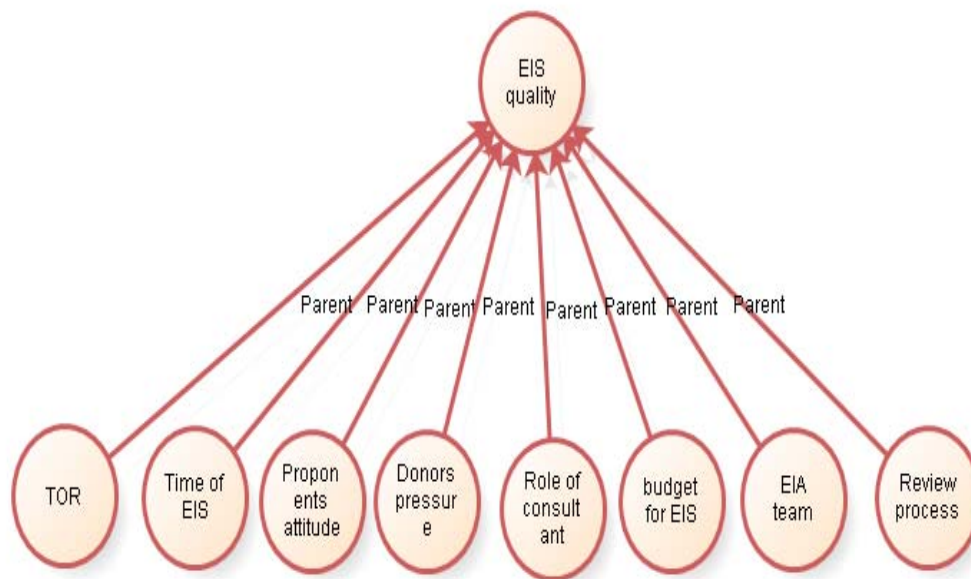 EIS
quality
Parent Parent Parent Parent Parent Parent Parent Parent
TOR
Time of
EIS
Propon
ents
attitude
Donors
pressur
e
Role of
consult
ant
budget
for EIS
EIA
team
Review
process